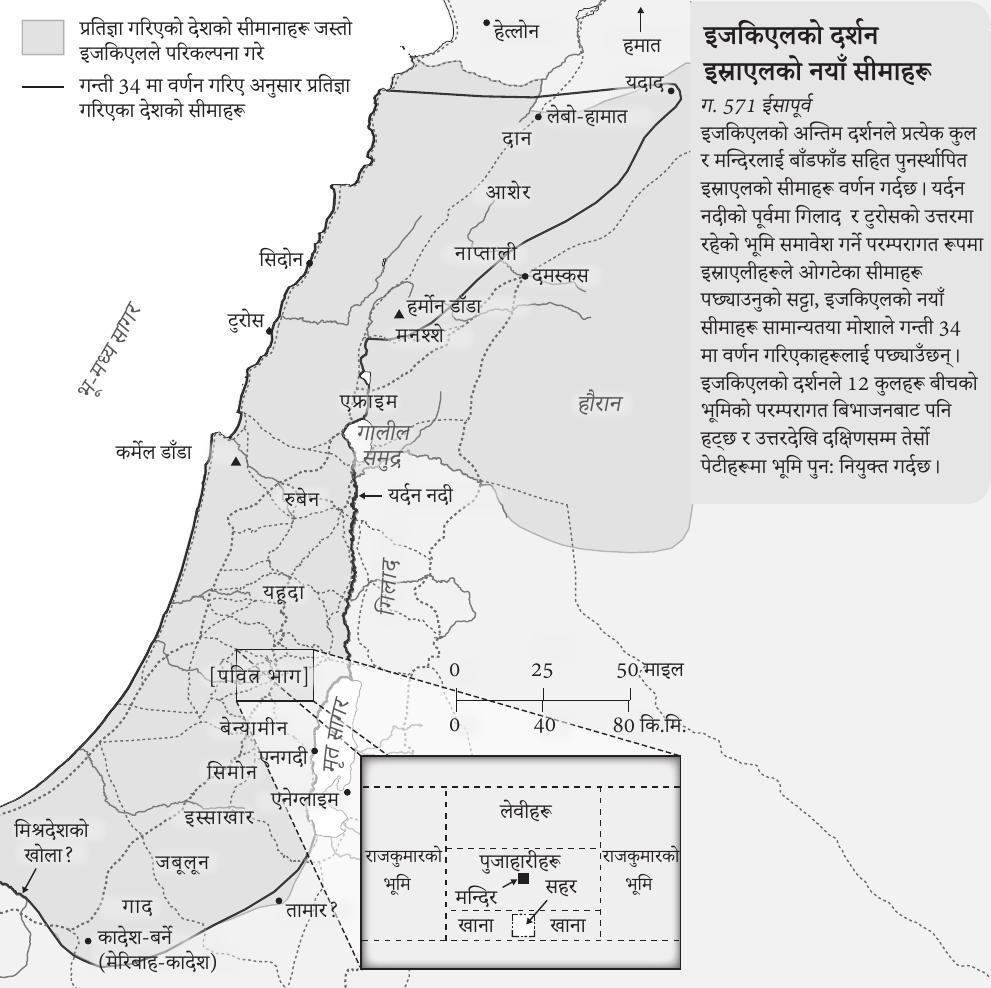 प्रतिज्ञा गरिएको देशको सीमानाहरू जस्तो
इजकिएलले परिकल्पना गरे
गन्ती 34 मा वर्णन गरिए अनुसार प्रतिज्ञा
गरिएका देशको सीमाहरू
इजकिएलको दर्शन
इस्राएलको नयाँ सीमाहरू
ग. 571 ईसापूर्व
इजकिएलको अन्तिम दर्शनले प्रत्येक कुल
र मन्दिरलाई बाँडफाँड सहित पुनर्स्थापित
इस्राएलको सीमाहरू वर्णन गर्दछ। यर्दन
नदीको पूर्वमा गिलाद र टुरोसको उत्तरमा
रहेको भूमि समावेश गर्ने परम्परागत रूपमा
इस्राएलीहरूले ओगटेका सीमाहरू
पछ्याउनुको सट्टा, इजकिएलको नयाँ
सीमाहरू सामान्यतया मोशाले गन्ती 34
मा वर्णन गरिएकाहरूलाई पछ्याउँछन्।
इजकिएलको दर्शनले 12 कुलहरू बीचको
भूमिको परम्परागत बिभाजनबाट पनि
हट्छ र उत्तरदेखि दक्षिणसम्म तेर्सो
पेटीहरूमा भूमि पुन: नियुक्त गर्दछ।
हेत्लोन
हमात
यदाद
लेबो-हामात
दान
आशेर
नाप्ताली
सिदोन
दमस्कस
हर्मोन डाँडा
टुरोस
मनश्शे
भू-मध्य सागर
एफ्राइम
हौरान
गालील
समुद्र
कर्मेल डाँडा
रुबेन
यर्दन नदी
गिलाद
यहूदा
[पवित्र भाग]
0 25 50 माइल
0 40 80 कि.मि.
बेन्यामीन
मृत सागर
एनगदी
सिमोन
एनेग्लाइम
इस्साखार
मिश्रदेशको
खोला?
जबूलून
गाद
तामार?
कादेश-बर्ने
(मेरिबाह-कादेश)
लेवीहरू
राजकुमारको
भूमि
पुजाहारीहरू
राजकुमारको
भूमि
मन्दिर
सहर
खाना
खाना